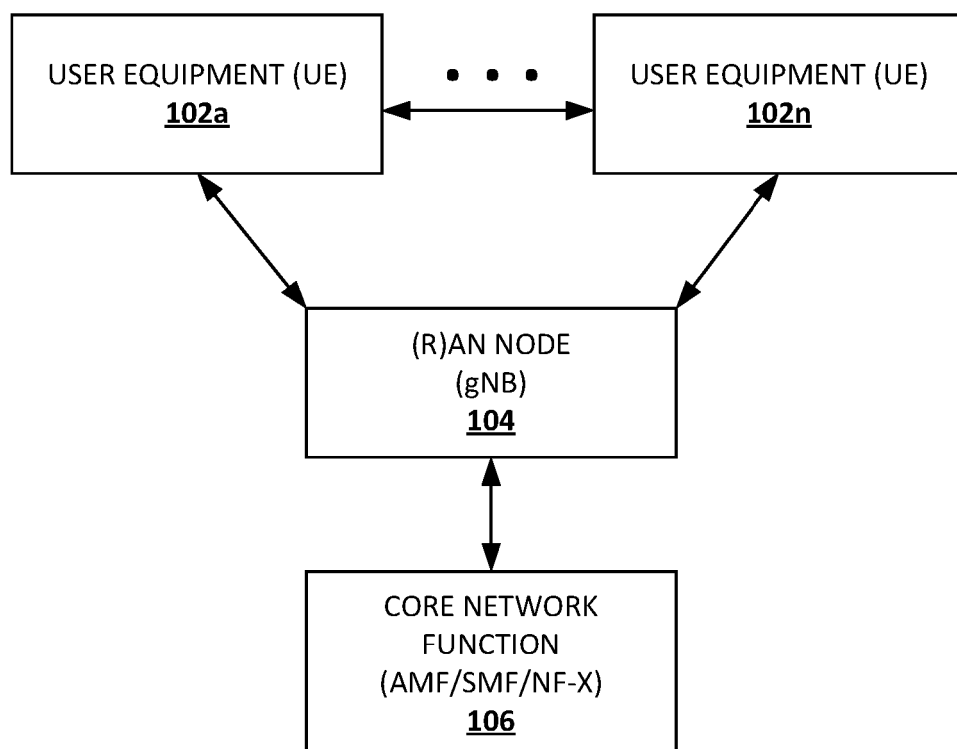 USER EQUIPMENT (UE)
102a
. . .
USER EQUIPMENT (UE)
102n
(R)AN NODE
(gNB)
104
CORE NETWORK
FUNCTION
(AMF/SMF/NF-X)
106